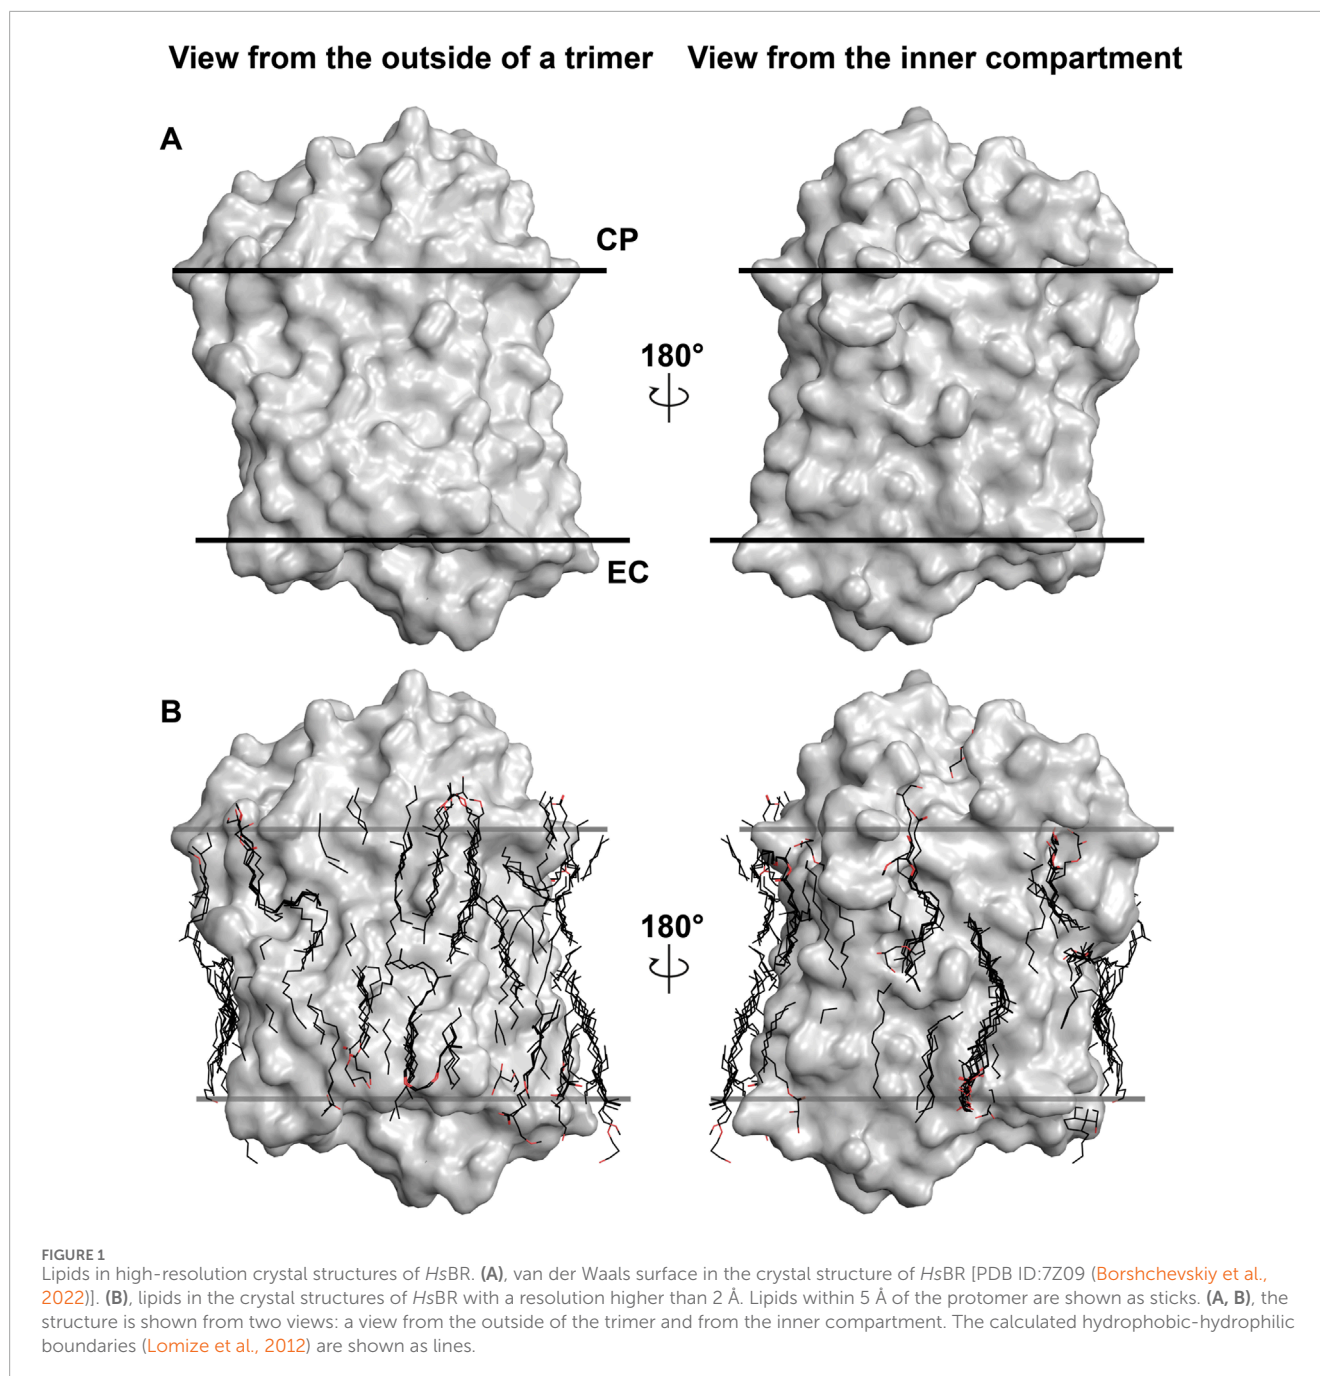 View from the outside of a trimer
View from the inner compartment
A
CP
180°
EC
B
180°
FIGURE 1
Lipids in high-resolution crystal structures of HsBR. (A), van der Waals surface in the crystal structure of HsBR [PDB ID:7Z09 (Borshchevskiy et al.,
2022)]. (B), lipids in the crystal structures of HsBR with a resolution higher than 2 Å. Lipids within 5 Å of the protomer are shown as sticks. (A, B), the
structure is shown from two views: a view from the outside of the trimer and from the inner compartment. The calculated hydrophobic-hydrophilic
boundaries (Lomize et al., 2012) are shown as lines.